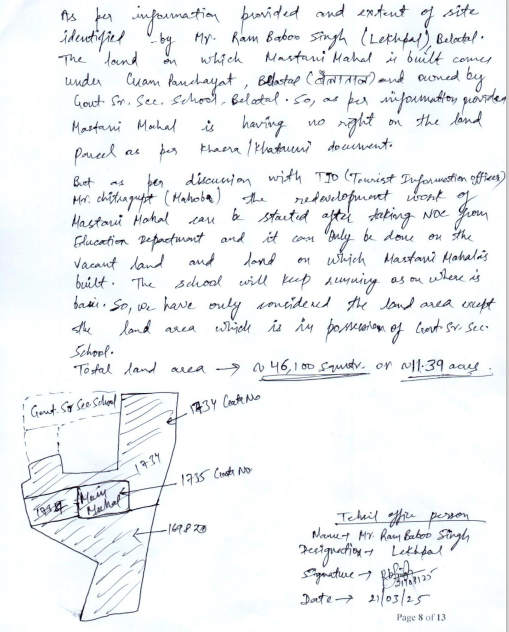 As per information provided and extent of site
identified by Mr. Ram Baboo Singh (Lekhpal), Belatal.
The land on which Mastani Mahal is built comes
under Gram Panchayat, Belatal (बेलाताल) and owned by
Govt. Sr. Sec. School, Belatal. So, as per information provided
Mastani Mahal is having no right on the land
Parcel as per Khasra/Khatauni document.
But as per discussion with TIO (Tourist Information officer)
Mr. Chitragupt (Mahoba) the redevelopment work of
Mastani Mahal can be started after taking NOC from
Education Department and it can only be done on the
Vacant land and land on which Mastani Mahal is
built. The school will keep running as on where is
basis. So, we have only considered the land area except
the land area which is in possession of Govt. Sr. Sec.
School.
Total land area → ~46,100 sqmtr. or ~11.39 acres.
Govt. Sr Sec. School
1734 Gata No
1734
1735 Gata No
Main Mahal
Tehsil office person
Name → Mr. Ram Baboo Singh
Designation → Lekhpal
Signature →
Date → 21/03/25
Page 8 of 13